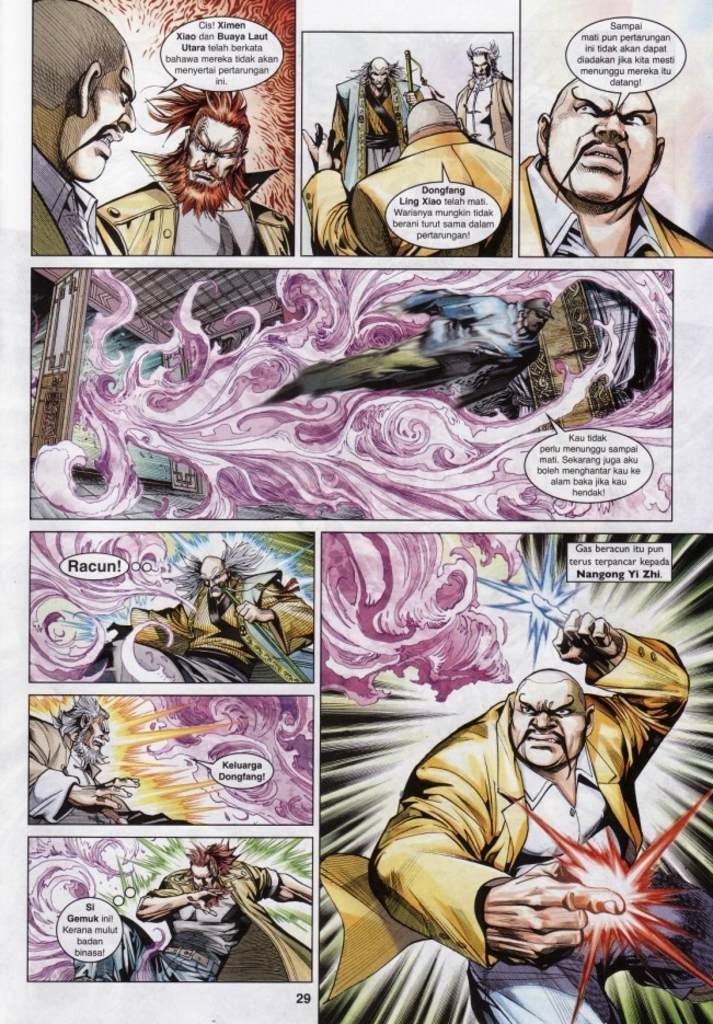 Cis! Ximen
Xiao dan Buaya Laut
Utara telah berkata
bahawa mereka tidak akan
menyertai pertarungan
ini.
Dongfang
Ling Xiao telah mati.
Warisnya mungkin tidak
berani turut sama dalam
pertarungan!
Sampai
mati pun pertarungan
ini tidak akan dapat
diadakan jika kita mesti
menunggu mereka itu
datang!
Kau tidak
perlu menunggu sampai
mati. Sekarang juga aku
boleh menghantar kau ke
alam baka jika kau
hendak!
Racun!
Keluarga
Dongfang!
Si
Gemuk ini!
Kerana mulut
badan
binasa!
Gas beracun itu pun
terus terpancar kepada
Nangong Yi Zhi.
29